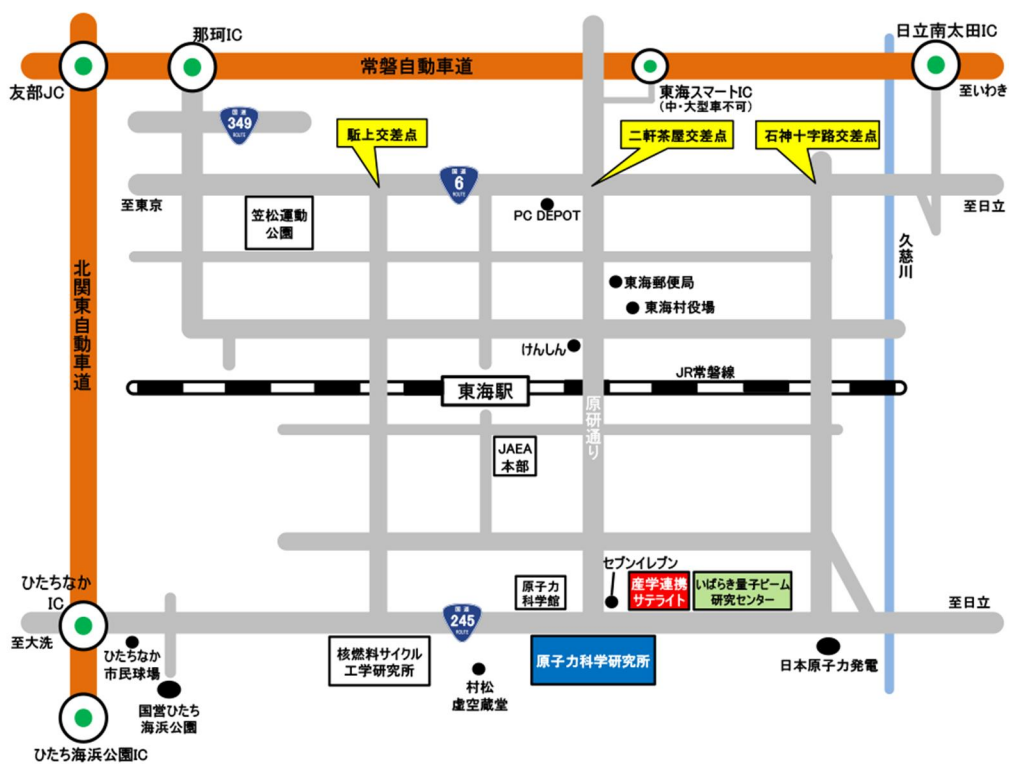 那珂IC
日立南太田IC
常磐自動車道
友部JC
東海スマートIC
(中・大型車不可)
至いわき
国道
349
ROUTE
馸上交差点
二軒茶屋交差点
石神十字路交差点
国道
6
ROUTE
至東京
笠松運動
公園
PC DEPOT
至日立
久慈川
北関東自動車道
東海郵便局
東海村役場
けんしん
JR常磐線
東海駅
原研通り
JAEA
本部
セブンイレブン
ひたちなか
IC
原子力
科学館
産学連携
サテライト
いばらき量子ビーム
研究センター
至日立
国道
245
ROUTE
至大洗
ひたちなか
市民球場
核燃料サイクル
工学研究所
原子力科学研究所
日本原子力発電
村松
虚空蔵堂
国営ひたち
海浜公園
ひたち海浜公園IC